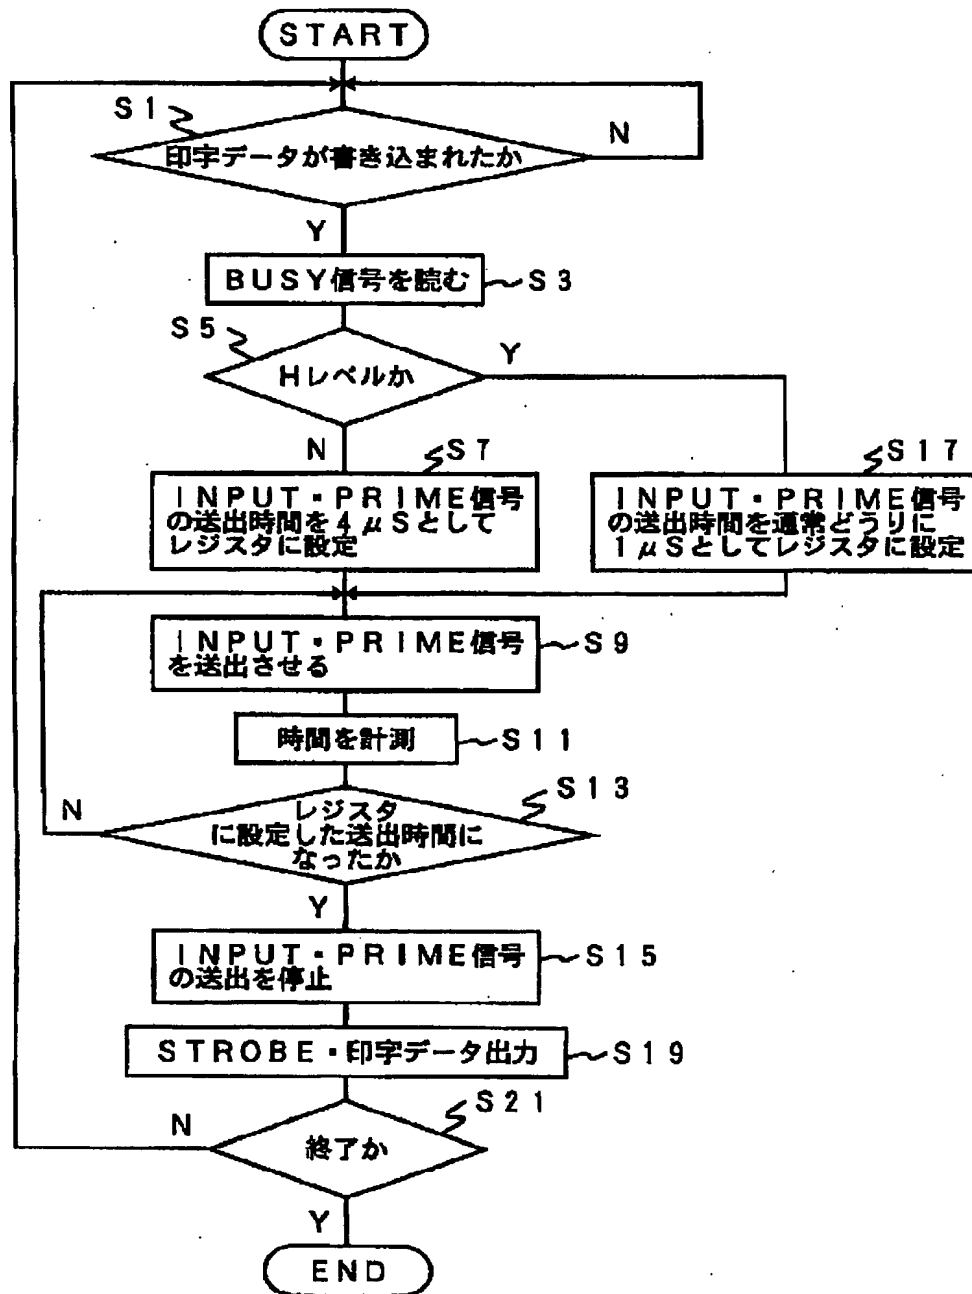 START
S1
印字データが書き込まれたか
N
Y
BUSY信号を読む
S3
S5
Hレベルか
Y
N
S7
INPUT・PRIME信号
の送出時間を4μSとして
レジスタに設定
S17
INPUT・PRIME信号
の送出時間を通常どうりに
1μSとしてレジスタに設定
INPUT・PRIME信号
を送出させる
S9
時間を計測
S11
S13
レジスタ
に設定した送出時間に
なったか
N
Y
INPUT・PRIME信号
の送出を停止
S15
STROBE・印字データ出力
S19
S21
終了か
N
Y
END